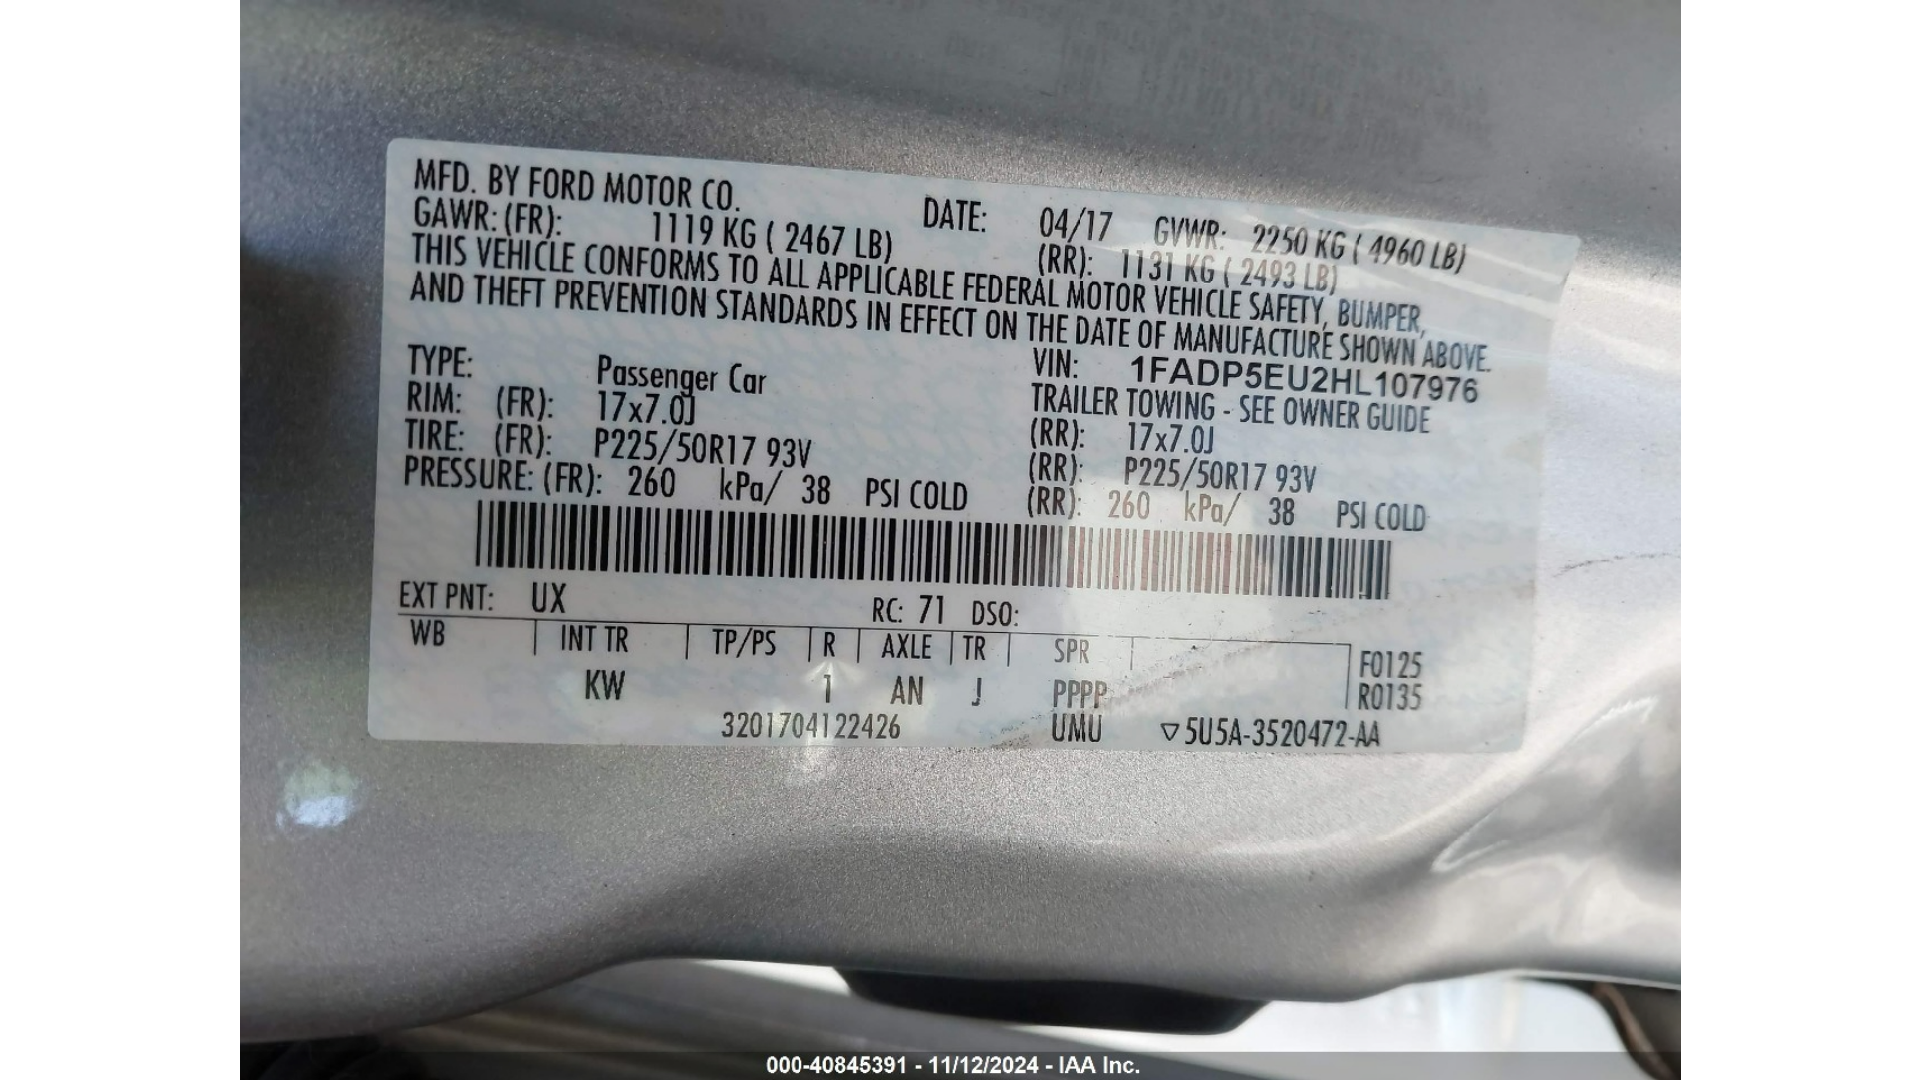 MFD. BY FORD MOTOR CO. DATE: 04/17 GVWR: 2250 KG ( 4960 LB)
GAWR: (FR): 1119 KG ( 2467 LB) (RR): 1131 KG ( 2493 LB)
THIS VEHICLE CONFORMS TO ALL APPLICABLE FEDERAL MOTOR VEHICLE SAFETY, BUMPER,
AND THEFT PREVENTION STANDARDS IN EFFECT ON THE DATE OF MANUFACTURE SHOWN ABOVE.
VIN: 1FADP5EU2HL107976
TYPE: Passenger Car TRAILER TOWING - SEE OWNER GUIDE
RIM: (FR): 17x7.0J (RR): 17x7.0J
TIRE: (FR): P225/50R17 93V (RR): P225/50R17 93V
PRESSURE: (FR): 260 kPa/ 38 PSI COLD (RR): 260 kPa/ 38 PSI COLD
EXT PNT: UX RC: 71 DSO:
WB INT TR TP/PS R AXLE TR SPR F0125
KW 1 AN J PPPP R0135
3201704122426 UMU ▽5U5A-3520472-AA
000-40845391 - 11/12/2024 - IAA Inc.